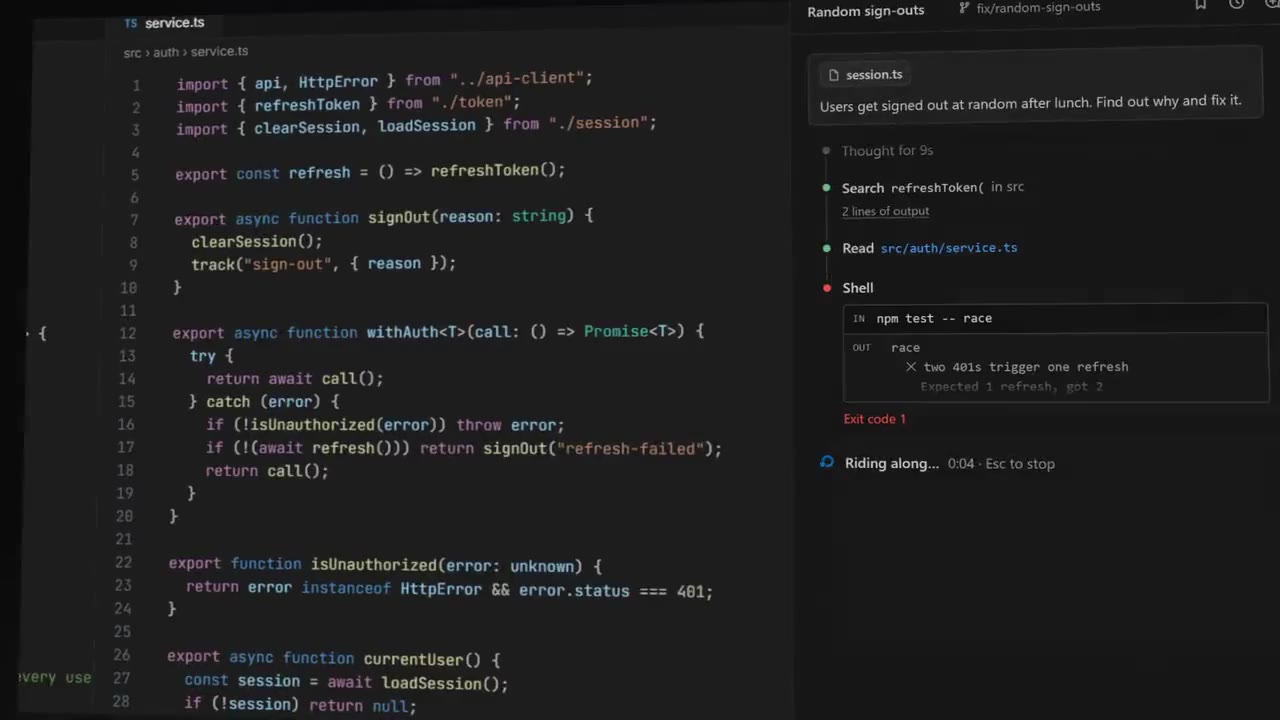 TS service.ts
src › auth › service.ts
1 import { api, HttpError } from "../api-client";
2 import { refreshToken } from "./token";
3 import { clearSession, loadSession } from "./session";
4
5 export const refresh = () => refreshToken();
6
7 export async function signOut(reason: string) {
8 clearSession();
9 track("sign-out", { reason });
10 }
11
12 export async function withAuth<T>(call: () => Promise<T>) {
13 try {
14 return await call();
15 } catch (error) {
16 if (!isUnauthorized(error)) throw error;
17 if (!(await refresh())) return signOut("refresh-failed");
18 return call();
19 }
20 }
21
22 export function isUnauthorized(error: unknown) {
23 return error instanceof HttpError && error.status === 401;
24 }
25
26 export async function currentUser() {
27 const session = await loadSession();
28 if (!session) return null;
{
every use
Random sign-outs
fix/random-sign-outs
session.ts
Users get signed out at random after lunch. Find out why and fix it.
Thought for 9s
Search refreshToken( in src
2 lines of output
Read src/auth/service.ts
Shell
IN npm test -- race
OUT race
× two 401s trigger one refresh
Expected 1 refresh, got 2
Exit code 1
Riding along... 0:04 · Esc to stop